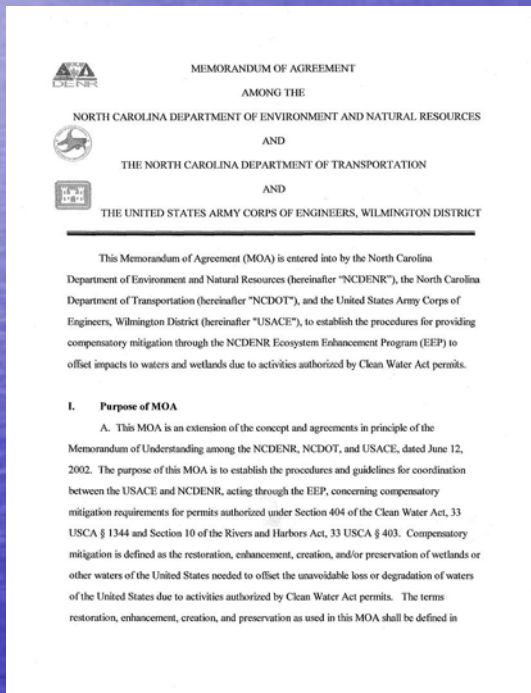 DENR
MEMORANDUM OF AGREEMENT
AMONG THE
NORTH CAROLINA DEPARTMENT OF ENVIRONMENT AND NATURAL RESOURCES
AND
THE NORTH CAROLINA DEPARTMENT OF TRANSPORTATION
AND
THE UNITED STATES ARMY CORPS OF ENGINEERS, WILMINGTON DISTRICT
This Memorandum of Agreement (MOA) is entered into by the North Carolina
Department of Environment and Natural Resources (hereinafter "NCDENR"), the North Carolina
Department of Transportation (hereinafter "NCDOT"), and the United States Army Corps of
Engineers, Wilmington District (hereinafter "USACE"), to establish the procedures for providing
compensatory mitigation through the NCDENR Ecosystem Enhancement Program (EEP) to
offset impacts to waters and wetlands due to activities authorized by Clean Water Act permits.
I. Purpose of MOA
A. This MOA is an extension of the concept and agreements in principle of the
Memorandum of Understanding among the NCDENR, NCDOT, and USACE, dated June 12,
2002. The purpose of this MOA is to establish the procedures and guidelines for coordination
between the USACE and NCDENR, acting through the EEP, concerning compensatory
mitigation requirements for permits authorized under Section 404 of the Clean Water Act, 33
USCA § 1344 and Section 10 of the Rivers and Harbors Act, 33 USCA § 403. Compensatory
mitigation is defined as the restoration, enhancement, creation, and/or preservation of wetlands or
other waters of the United States needed to offset the unavoidable loss or degradation of waters
of the United States due to activities authorized by Clean Water Act permits. The terms
restoration, enhancement, creation, and preservation as used in this MOA shall be defined in